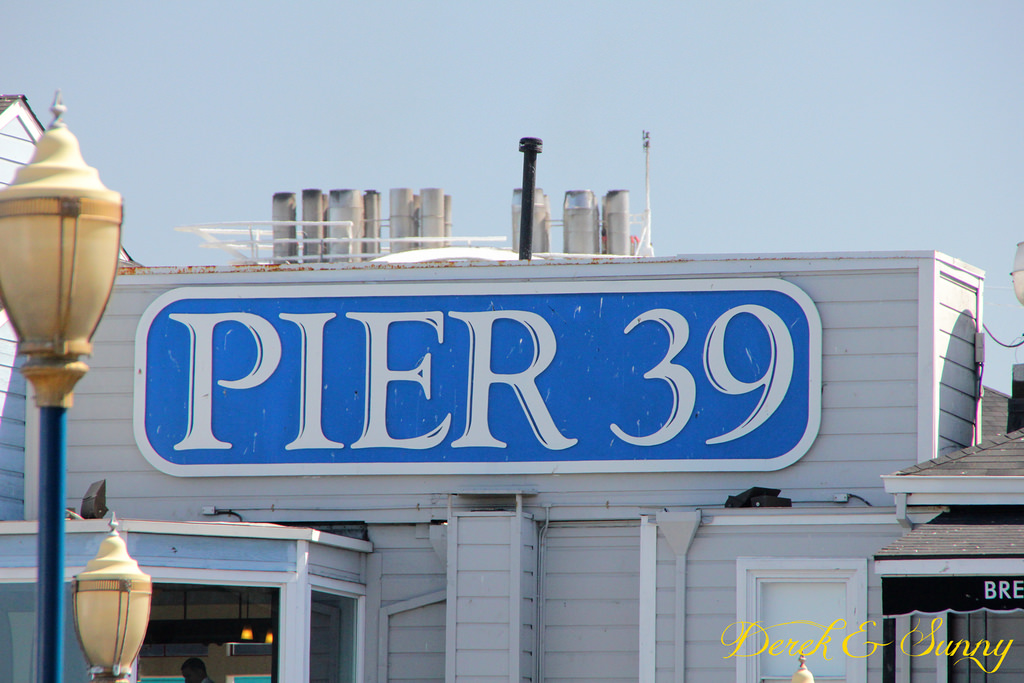 PIER 39
BRE
Derek & Sunny